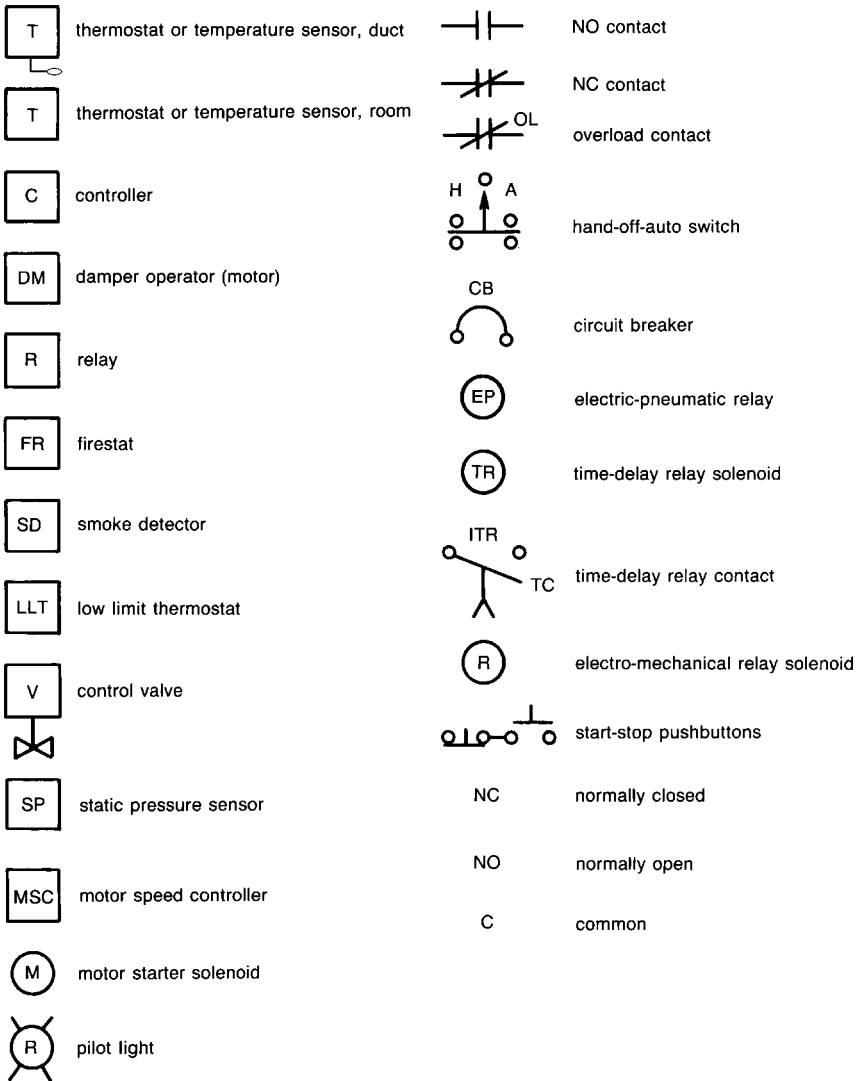 T thermostat or temperature sensor, duct
T thermostat or temperature sensor, room
C controller
DM damper operator (motor)
R relay
FR firestat
SD smoke detector
LLT low limit thermostat
V control valve
SP static pressure sensor
MSC motor speed controller
M motor starter solenoid
R pilot light
NO contact
NC contact
OL
overload contact
H A
hand-off-auto switch
CB
circuit breaker
EP electric-pneumatic relay
TR time-delay relay solenoid
ITR
TC time-delay relay contact
R electro-mechanical relay solenoid
start-stop pushbuttons
NC normally closed
NO normally open
C common